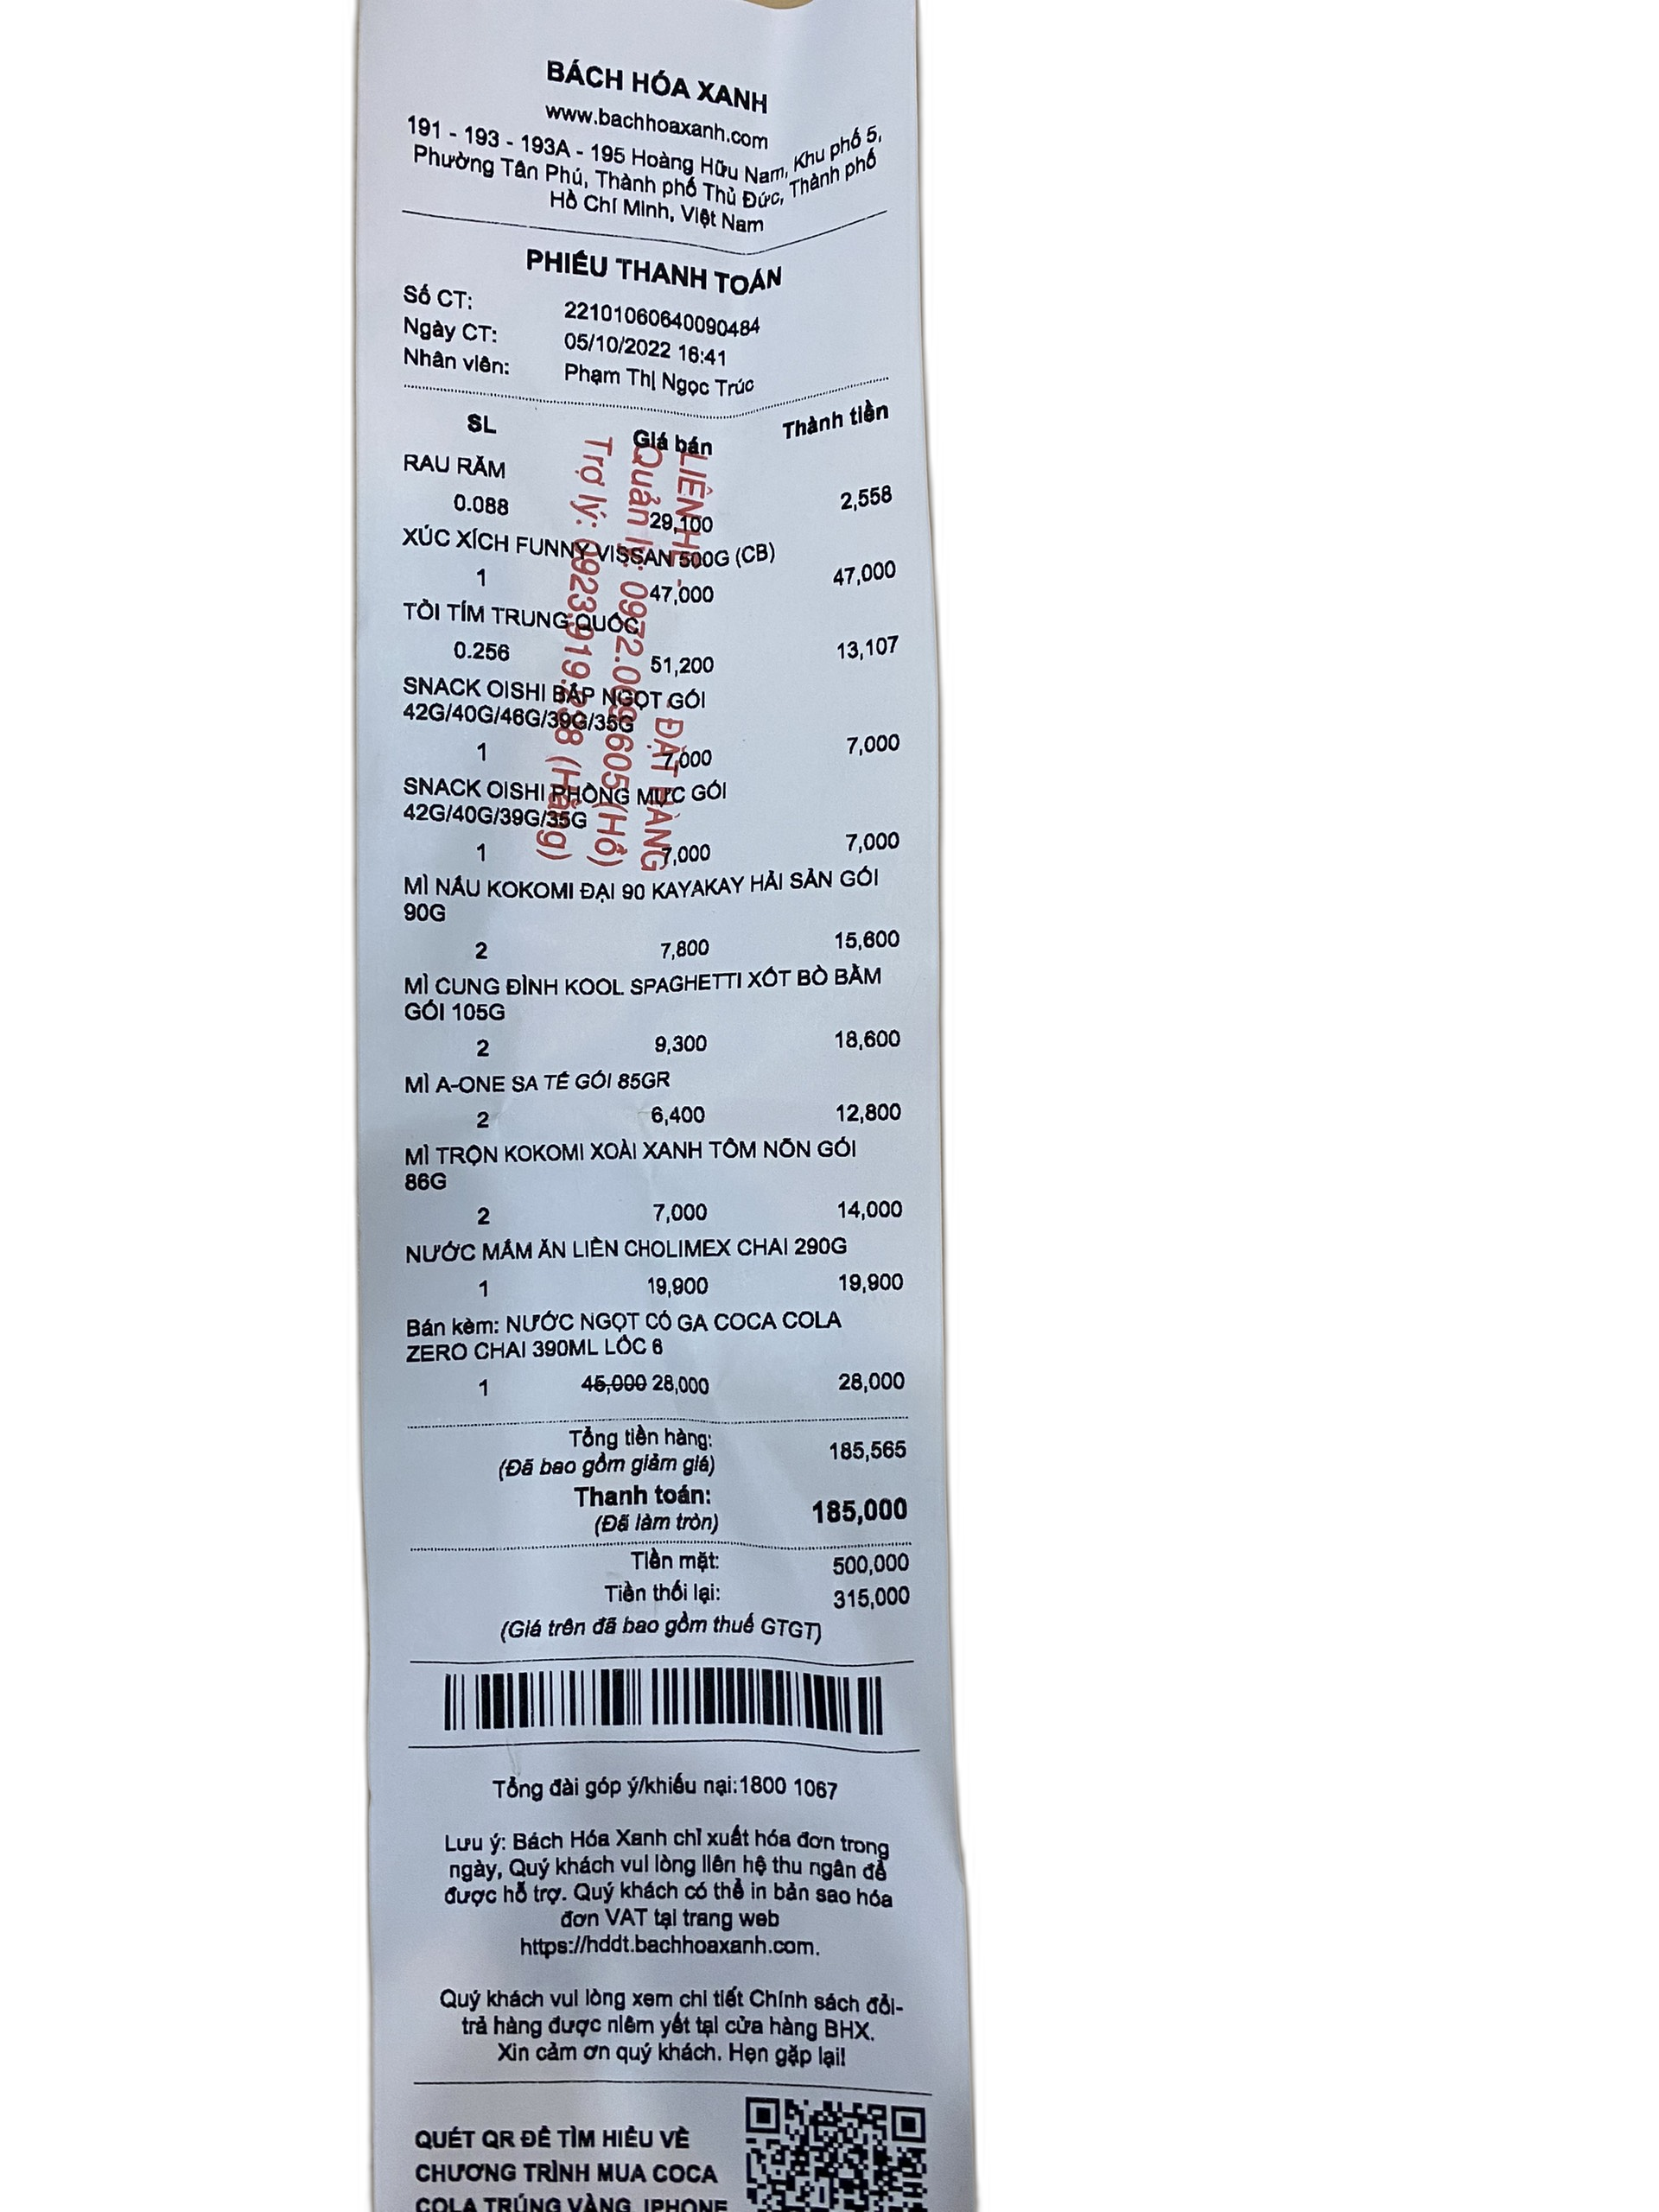 BÁCH HÓA XANH
www.bachhoaxanh.com
191 - 193 - 193A - 195 Hoàng Hữu Nam, Khu phố 5,
Phường Tân Phú, Thành phố Thủ Đức, Thành phố
Hồ Chí Minh, Việt Nam
PHIẾU THANH TOÁN
Số CT: 22101060640090484
Ngày CT: 05/10/2022 16:41
Nhân viên: Phạm Thị Ngọc Trúc
SL Giá bán Thành tiền
RAU RĂM
0.088 29,100 2,558
XÚC XÍCH FUNNY VISSAN 500G (CB)
1 47,000 47,000
TỎI TÍM TRUNG QUỐC
0.256 51,200 13,107
SNACK OISHI BẮP NGỌT GÓI
42G/40G/46G/39G/35G
1 7,000 7,000
SNACK OISHI PHỒNG MỰC GÓI
42G/40G/39G/35G
1 7,000 7,000
MÌ NẤU KOKOMI ĐẠI 90 KAYAKAY HẢI SẢN GÓI
90G
2 7,800 15,600
MÌ CUNG ĐÌNH KOOL SPAGHETTI XỐT BÒ BẰM
GÓI 105G
2 9,300 18,600
MÌ A-ONE SA TẾ GÓI 85GR
2 6,400 12,800
MÌ TRỘN KOKOMI XOÀI XANH TÔM NÕN GÓI
86G
2 7,000 14,000
NƯỚC MẮM ĂN LIỀN CHOLIMEX CHAI 290G
1 19,900 19,900
Bán kèm: NƯỚC NGỌT CÓ GA COCA COLA
ZERO CHAI 390ML LỐC 6
1 45,000 28,000 28,000
Tổng tiền hàng: 185,565
(Đã bao gồm giảm giá)
Thanh toán: 185,000
(Đã làm tròn)
Tiền mặt: 500,000
Tiền thối lại: 315,000
(Giá trên đã bao gồm thuế GTGT)
Tổng đài góp ý/khiếu nại:1800 1067
Lưu ý: Bách Hóa Xanh chỉ xuất hóa đơn trong
ngày, Quý khách vui lòng liên hệ thu ngân để
được hỗ trợ. Quý khách có thể in bản sao hóa
đơn VAT tại trang web
https://hddt.bachhoaxanh.com.
Quý khách vui lòng xem chi tiết Chính sách đổi-
trả hàng được niêm yết tại cửa hàng BHX.
Xin cảm ơn quý khách. Hẹn gặp lại!
QUÉT QR ĐỂ TÌM HIỂU VỀ
CHƯƠNG TRÌNH MUA COCA
COLA TRÚNG VÀNG, IPHONE
LIÊN HỆ ĐẶT HÀNG
Quản lý: (Hồ)
Trợ lý: (Hằng)